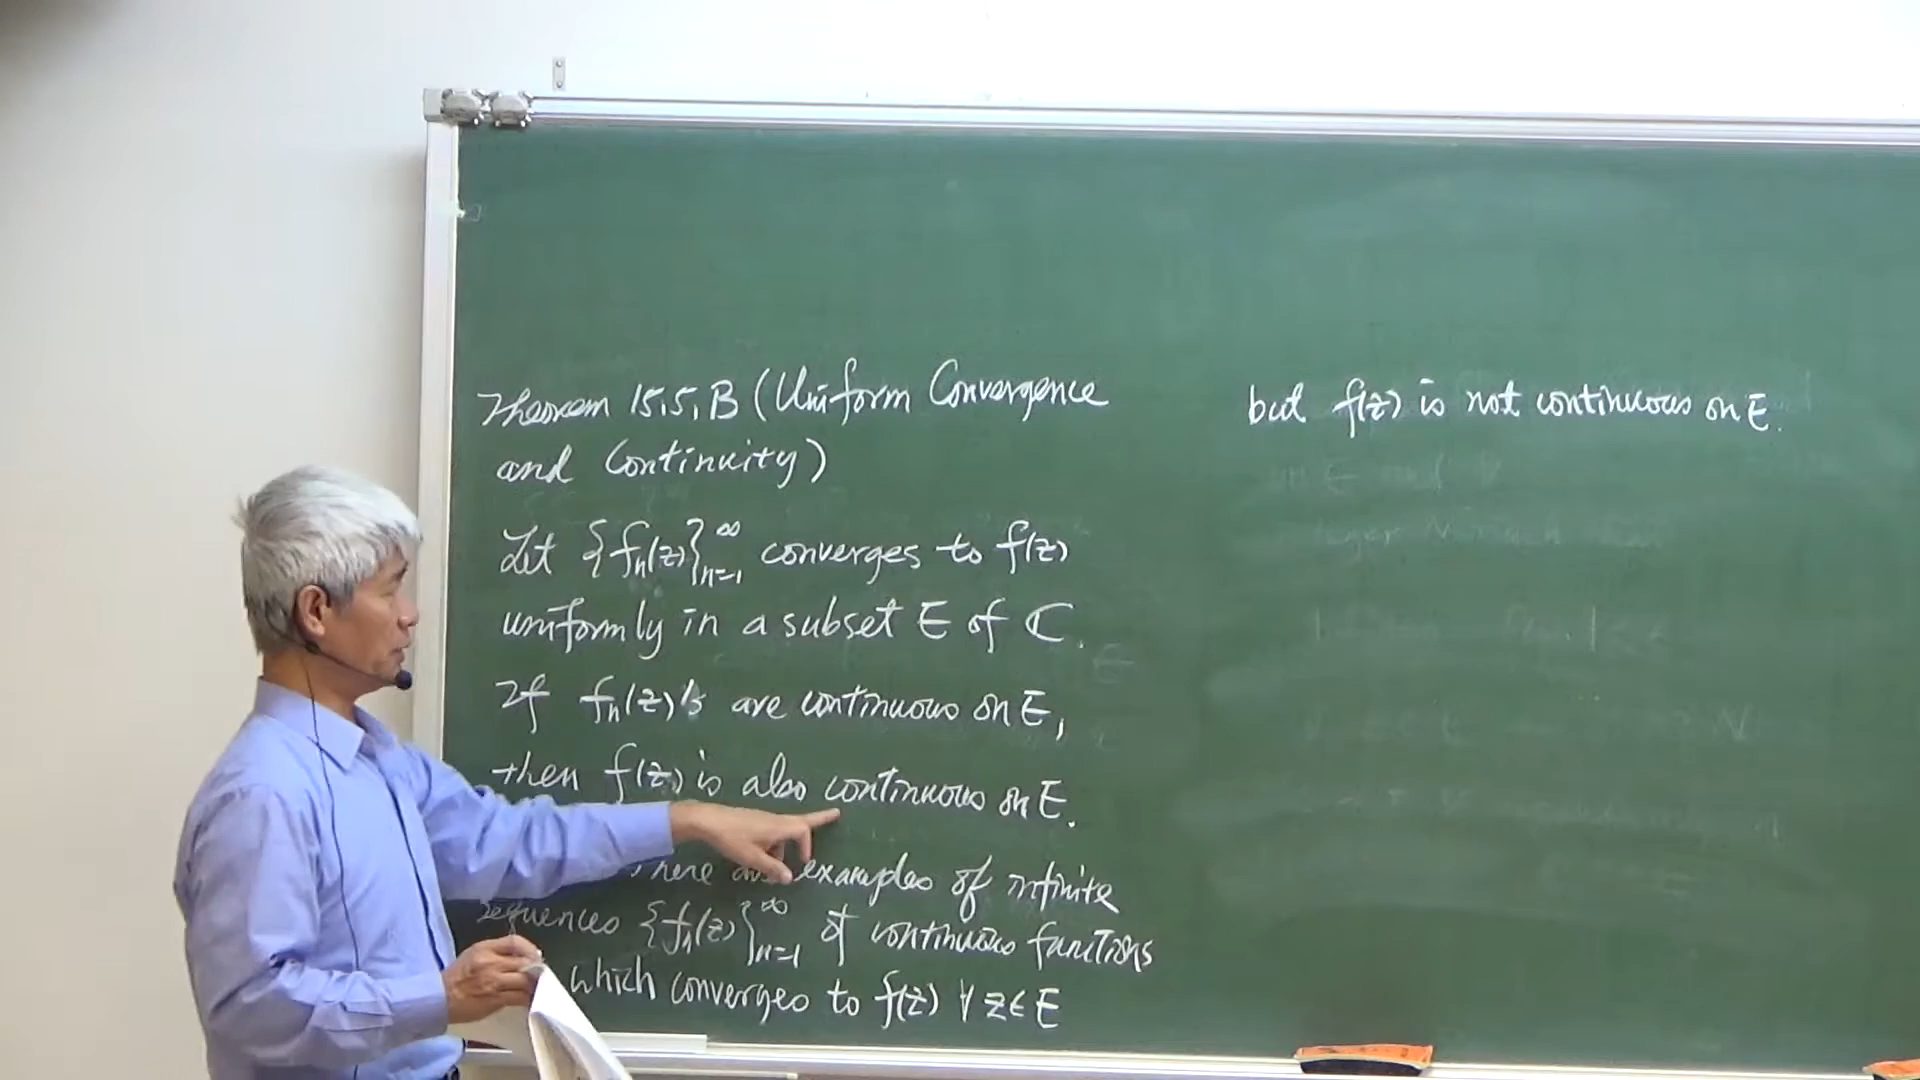 Theorem 15.5.B (Uniform Convergence
and Continuity)
Let {fₙ(z)}ₙ₌₁^∞ converges to f(z)
uniformly in a subset E of ℂ.
If fₙ(z)'s are continuous on E,
then f(z) is also continuous on E.
examples of infinite
sequences {fₙ(z)}ₙ₌₁^∞ of continuous functions
which converges to f(z) ∀ z∈E
but f(z) is not continuous on E.